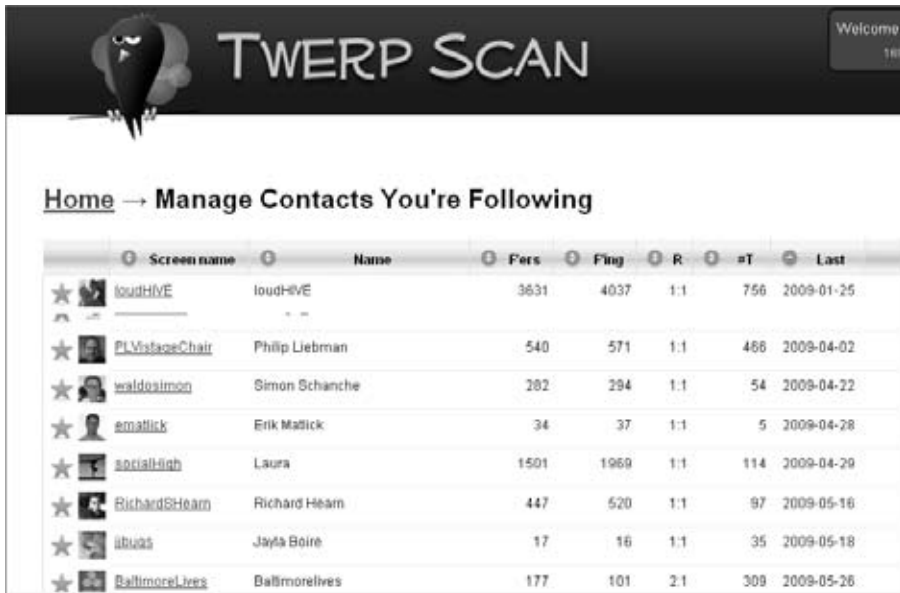 TWERP SCAN
Welcome
Home → Manage Contacts You're Following
Screen name Name F'ers F'ing R #T Last
loudHIVE loudHIVE 3631 4037 1:1 756 2009-01-25
PLVistageChair Philip Liebman 540 571 1:1 466 2009-04-02
waldosimon Simon Schanche 282 294 1:1 54 2009-04-22
ematlick Erik Matlick 34 37 1:1 5 2009-04-28
socialHigh Laura 1501 1969 1:1 114 2009-04-29
RichardSHearn Richard Hearn 447 520 1:1 97 2009-05-16
Jayla Boire 17 16 1:1 35 2009-05-18
BaltimoreLives Baltimorelives 177 101 2:1 309 2009-05-26